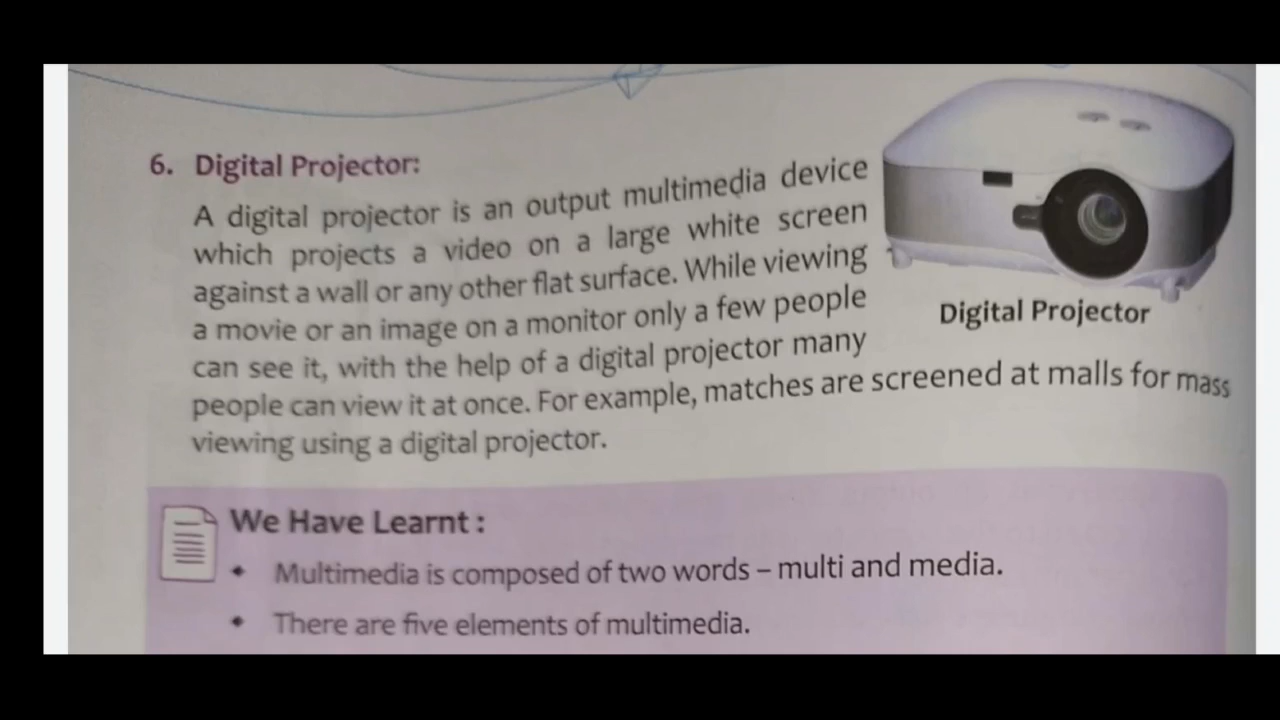 6. Digital Projector:
A digital projector is an output multimedia device
which projects a video on a large white screen
against a wall or any other flat surface. While viewing
a movie or an image on a monitor only a few people
can see it, with the help of a digital projector many
people can view it at once. For example, matches are screened at malls for mass
viewing using a digital projector.
Digital Projector
We Have Learnt :
• Multimedia is composed of two words – multi and media.
• There are five elements of multimedia.